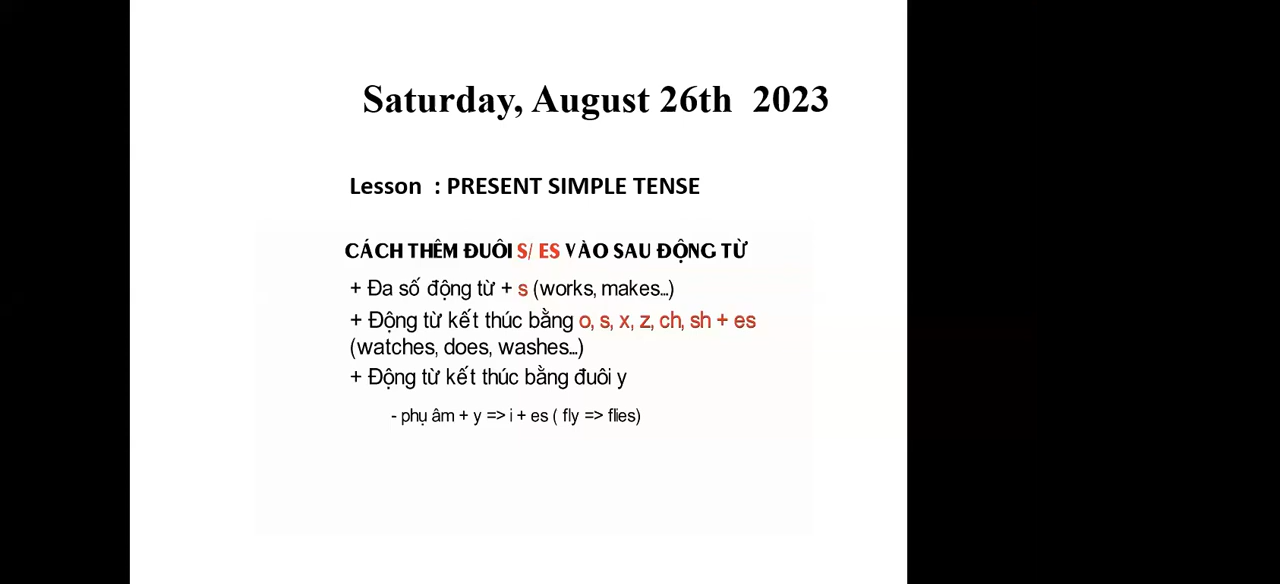 Saturday, August 26th  2023
Lesson  : PRESENT SIMPLE TENSE
CÁCH THÊM ĐUÔI S/ ES VÀO SAU ĐỘNG TỪ
+ Đa số động từ + s (works, makes...)
+ Động từ kết thúc bằng o, s, x, z, ch, sh + es
(watches, does, washes...)
+ Động từ kết thúc bằng đuôi y
- phụ âm + y => i + es ( fly => flies)